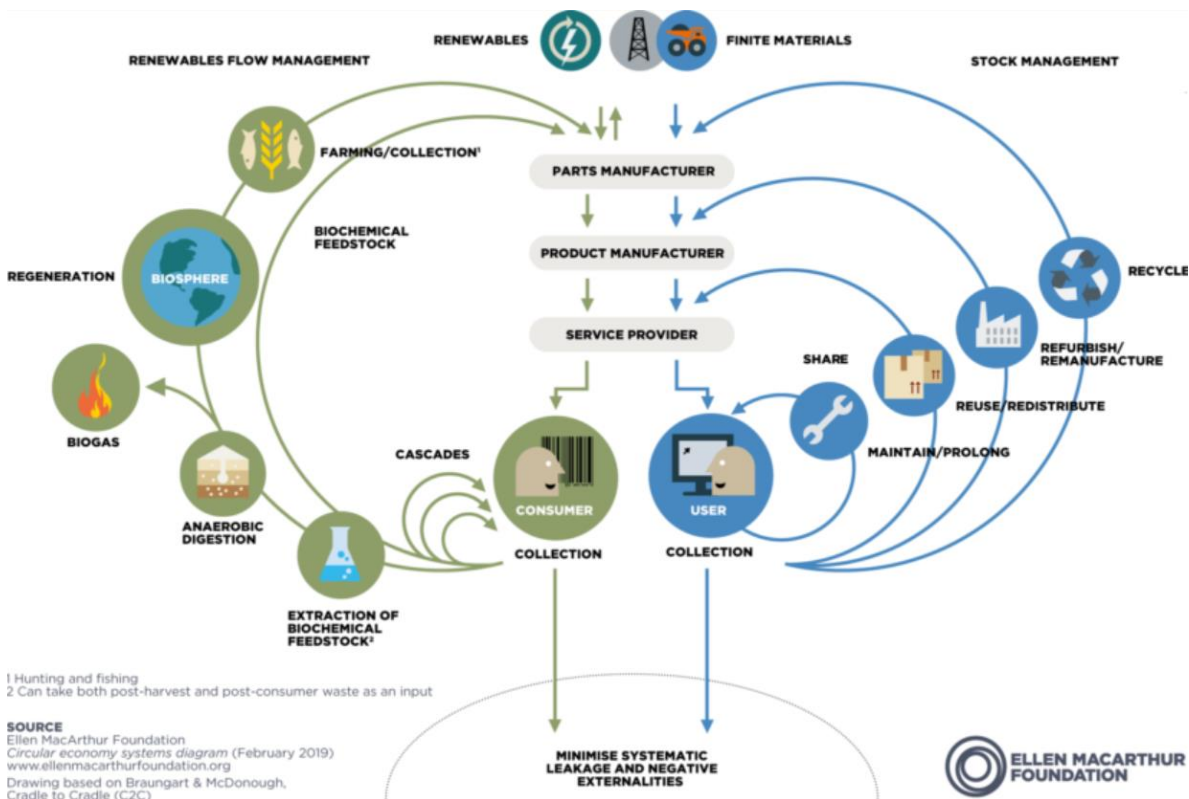 RENEWABLES
FINITE MATERIALS
RENEWABLES FLOW MANAGEMENT
STOCK MANAGEMENT
FARMING/COLLECTION¹
PARTS MANUFACTURER
BIOCHEMICAL
FEEDSTOCK
PRODUCT MANUFACTURER
REGENERATION
BIOSPHERE
RECYCLE
SERVICE PROVIDER
SHARE
REFURBISH/
REMANUFACTURE
REUSE/REDISTRIBUTE
BIOGAS
CASCADES
MAINTAIN/PROLONG
CONSUMER
USER
ANAEROBIC
DIGESTION
COLLECTION
COLLECTION
EXTRACTION OF
BIOCHEMICAL
FEEDSTOCK²
1 Hunting and fishing
2 Can take both post-harvest and post-consumer waste as an input
SOURCE
Ellen MacArthur Foundation
Circular economy systems diagram (February 2019)
www.ellenmacarthurfoundation.org
Drawing based on Braungart & McDonough,
Cradle to Cradle (C2C)
MINIMISE SYSTEMATIC
LEAKAGE AND NEGATIVE
EXTERNALITIES
ELLEN MACARTHUR
FOUNDATION